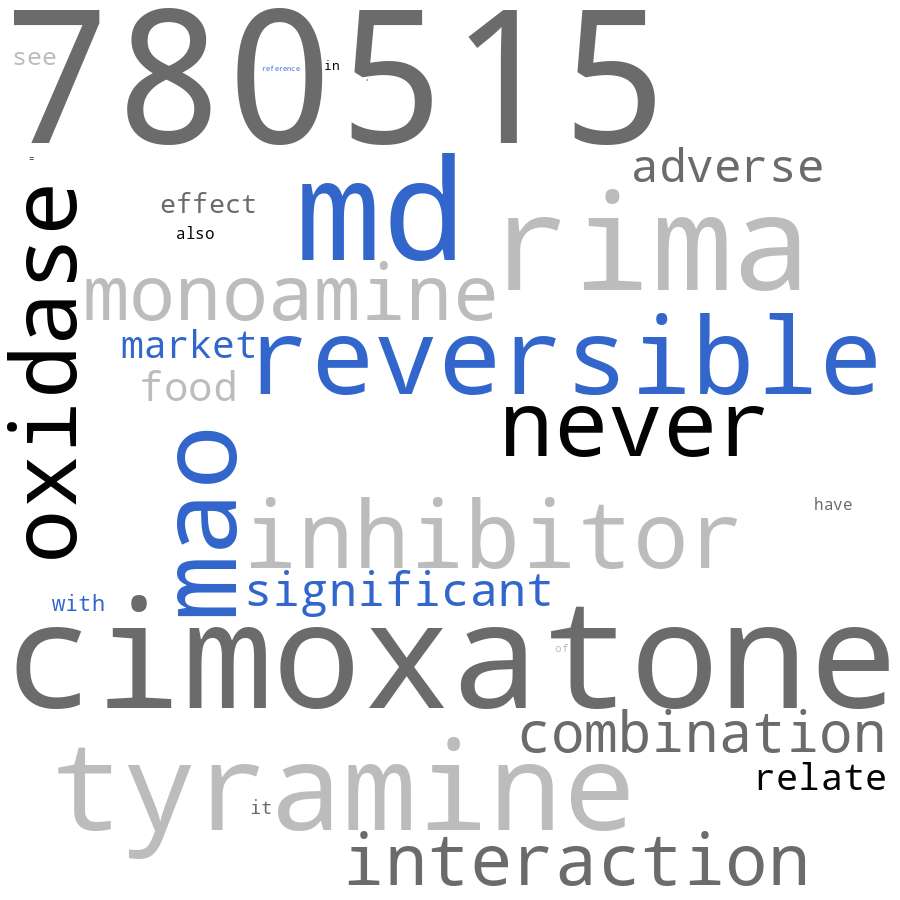 780515
see
reference
in
=
adverse
md
rima
oxidase
effect
also
monoamine
reversible
market
food
never
mao
inhibitor
have
significant
with
cimoxatone
of
combination
tyramine
relate
it
interaction